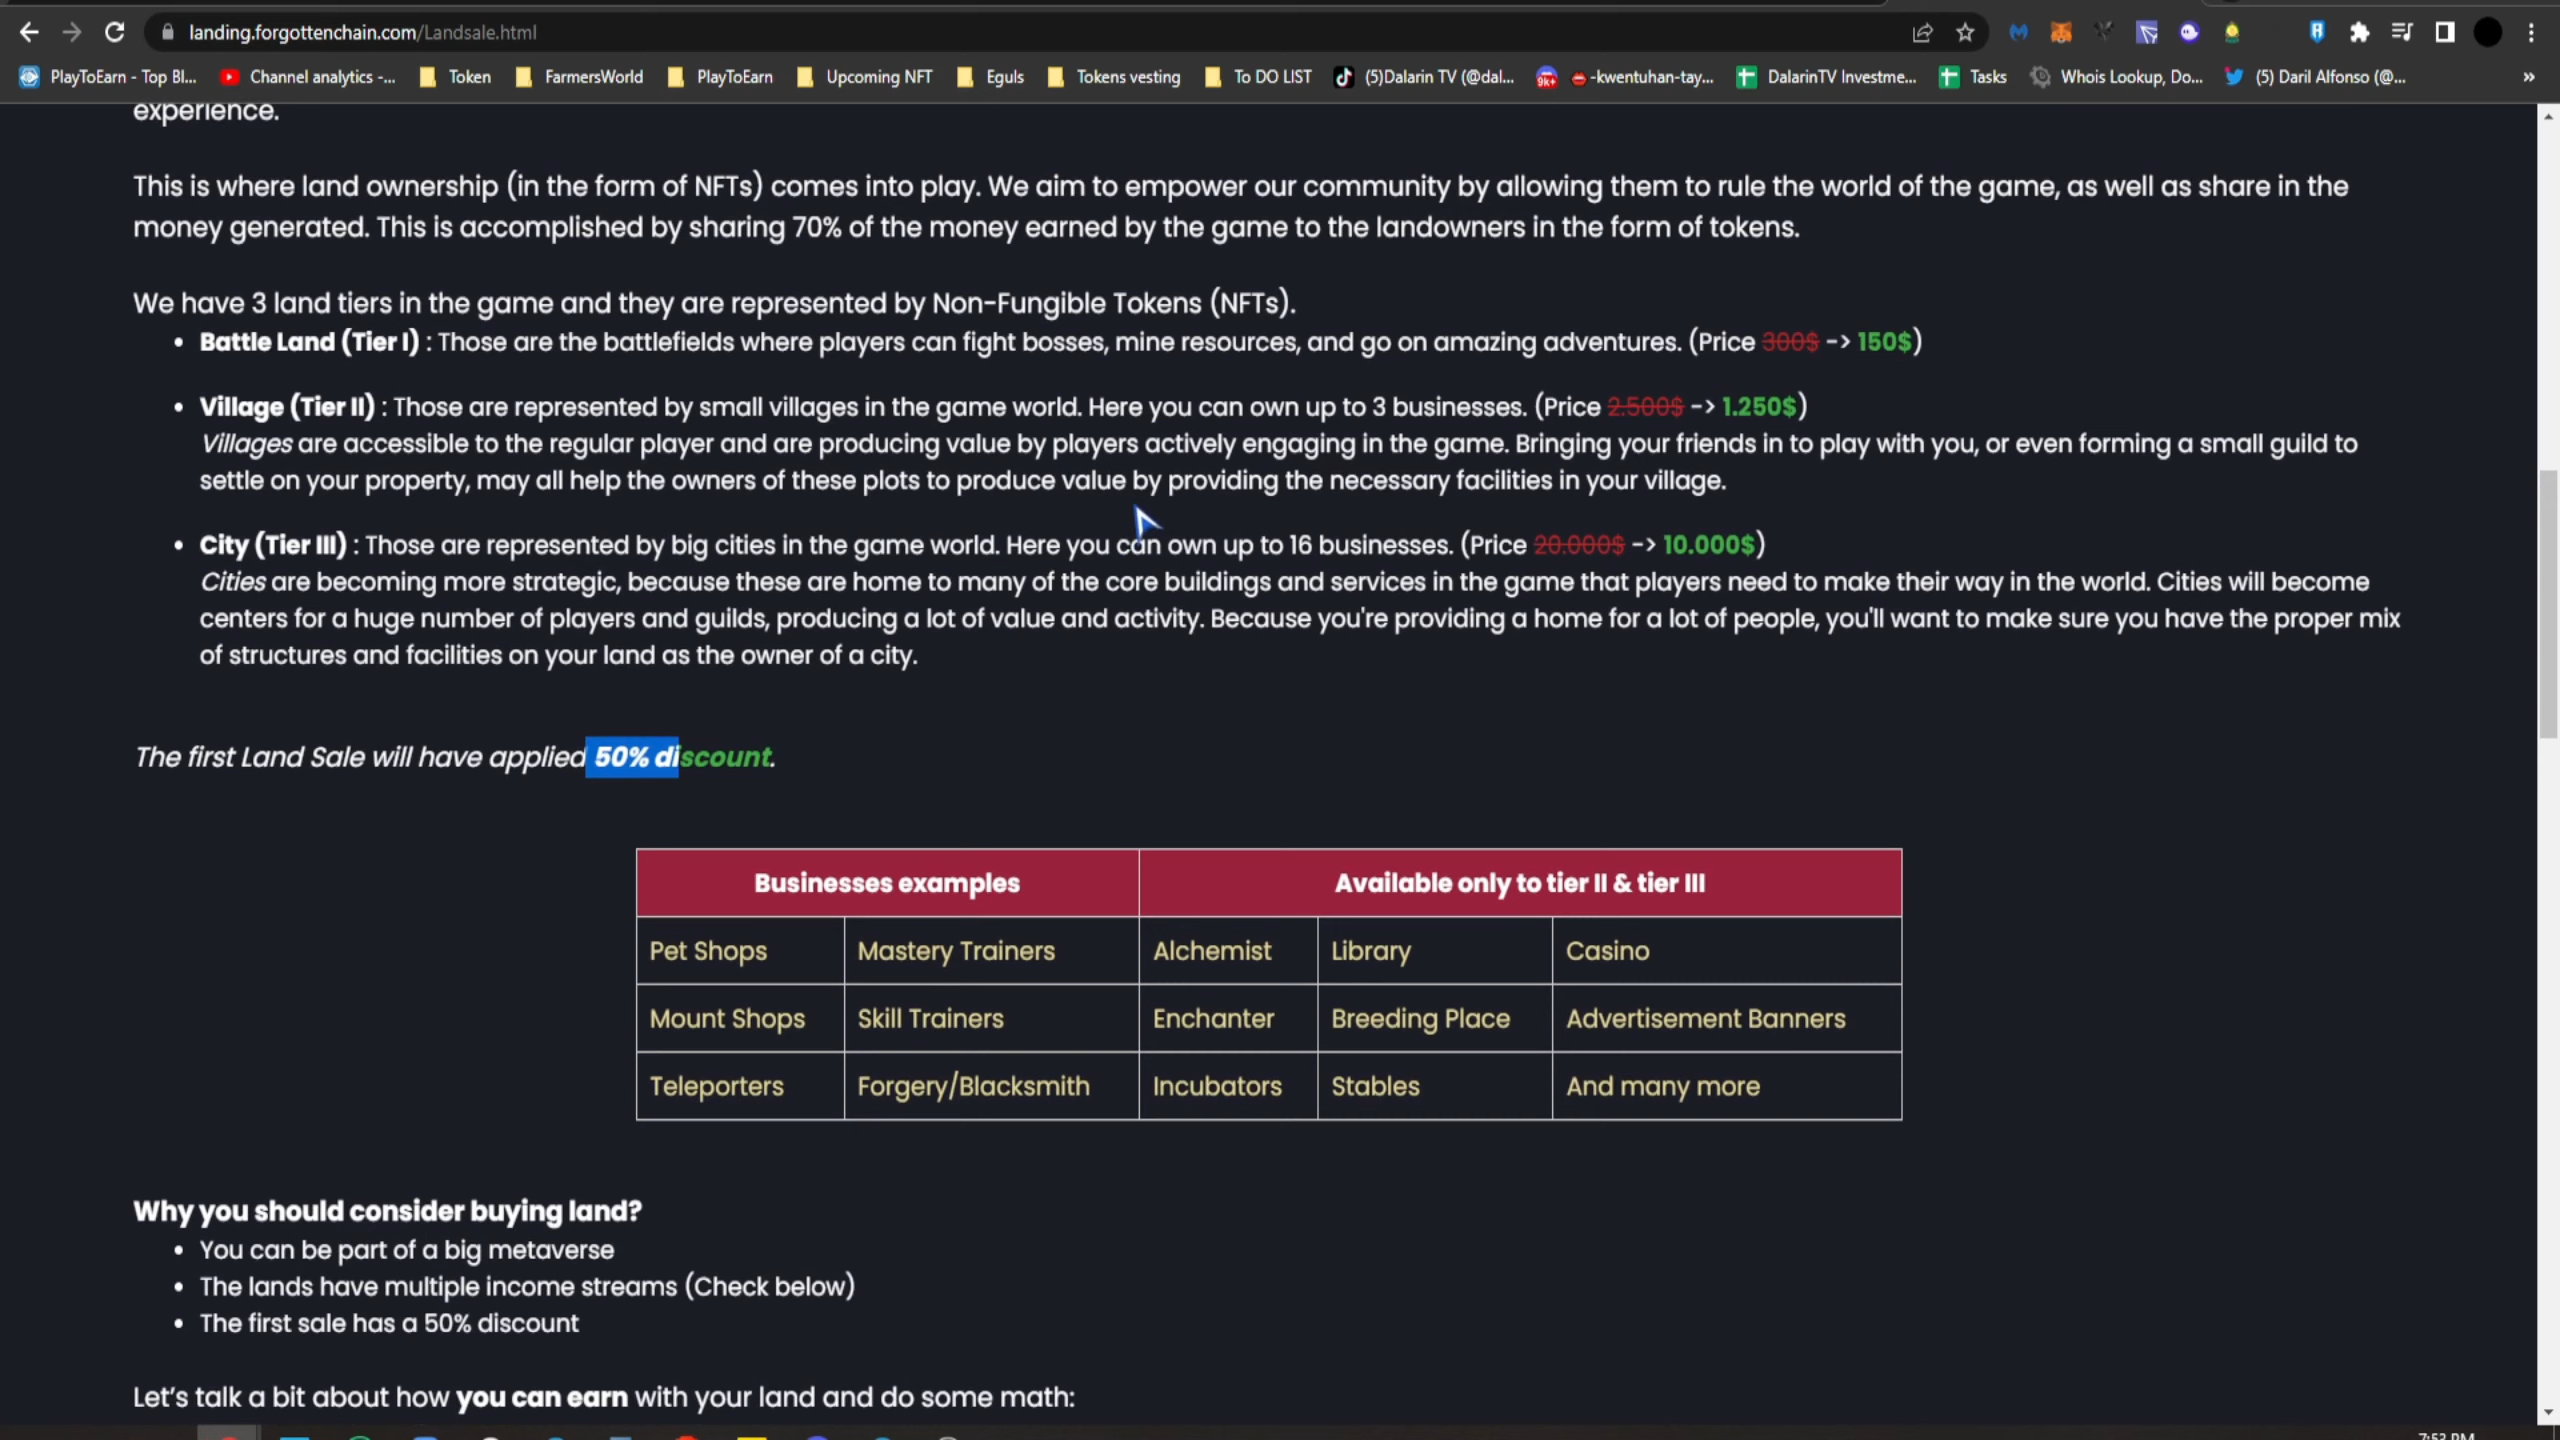 landing.forgottenchain.com/Landsale.html
PlayToEarn - Top Bl... Channel analytics -... Token FarmersWorld PlayToEarn Upcoming NFT Eguls Tokens vesting To DO LIST (5)Dalarin TV (@dal... -kwentuhan-tay... DalarinTV Investme... Tasks Whois Lookup, Do... (5) Daril Alfonso (@... »
experience.
This is where land ownership (in the form of NFTs) comes into play. We aim to empower our community by allowing them to rule the world of the game, as well as share in the
money generated. This is accomplished by sharing 70% of the money earned by the game to the landowners in the form of tokens.
We have 3 land tiers in the game and they are represented by Non-Fungible Tokens (NFTs).
• Battle Land (Tier I) : Those are the battlefields where players can fight bosses, mine resources, and go on amazing adventures. (Price 300$ -> 150$)
• Village (Tier II) : Those are represented by small villages in the game world. Here you can own up to 3 businesses. (Price 2.500$ -> 1.250$)
Villages are accessible to the regular player and are producing value by players actively engaging in the game. Bringing your friends in to play with you, or even forming a small guild to
settle on your property, may all help the owners of these plots to produce value by providing the necessary facilities in your village.
• City (Tier III) : Those are represented by big cities in the game world. Here you can own up to 16 businesses. (Price 20.000$ -> 10.000$)
Cities are becoming more strategic, because these are home to many of the core buildings and services in the game that players need to make their way in the world. Cities will become
centers for a huge number of players and guilds, producing a lot of value and activity. Because you're providing a home for a lot of people, you'll want to make sure you have the proper mix
of structures and facilities on your land as the owner of a city.
The first Land Sale will have applied 50% discount.
Businesses examples Available only to tier II & tier III
Pet Shops Mastery Trainers Alchemist Library Casino
Mount Shops Skill Trainers Enchanter Breeding Place Advertisement Banners
Teleporters Forgery/Blacksmith Incubators Stables And many more
Why you should consider buying land?
• You can be part of a big metaverse
• The lands have multiple income streams (Check below)
• The first sale has a 50% discount
Let's talk a bit about how you can earn with your land and do some math:
7:53 PM